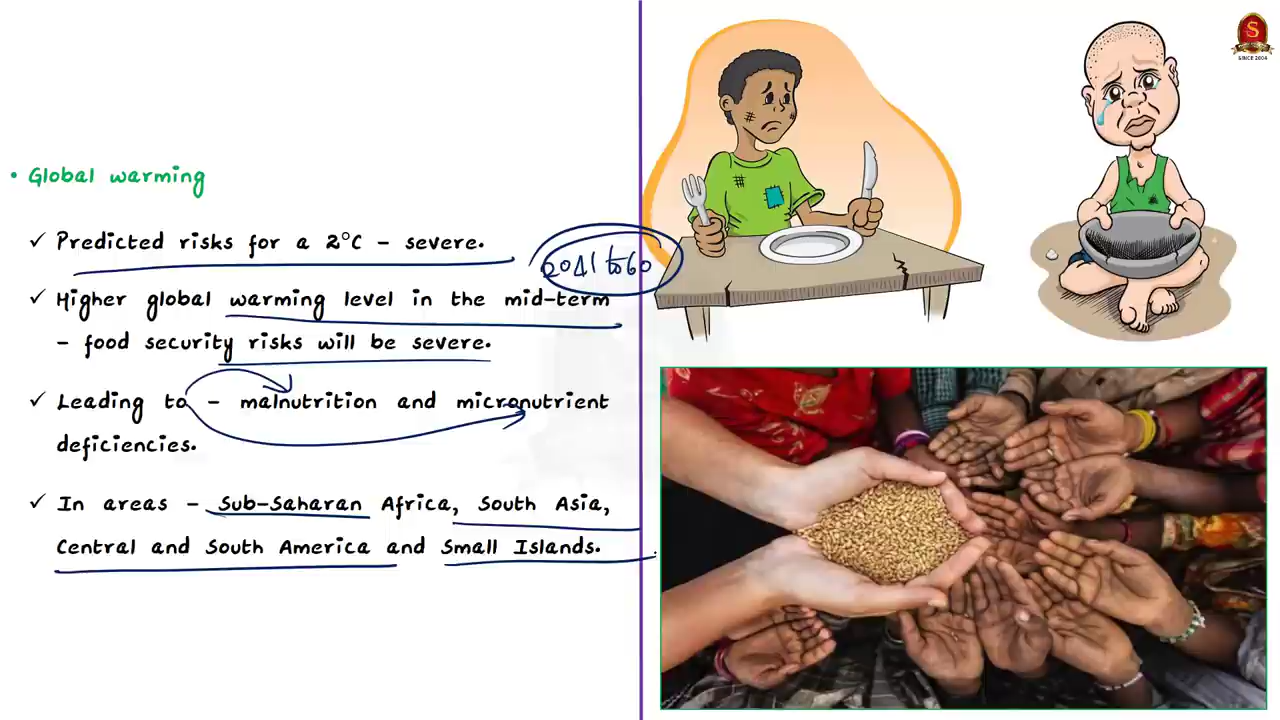 • Global warming
✓ Predicted risks for a 2°C - severe.
2041 to 60
✓ Higher global warming level in the mid-term
- food security risks will be severe.
✓ Leading to - malnutrition and micronutrient
deficiencies.
✓ In areas - Sub-Saharan Africa, South Asia,
Central and South America and Small Islands.
S
SINCE 2004